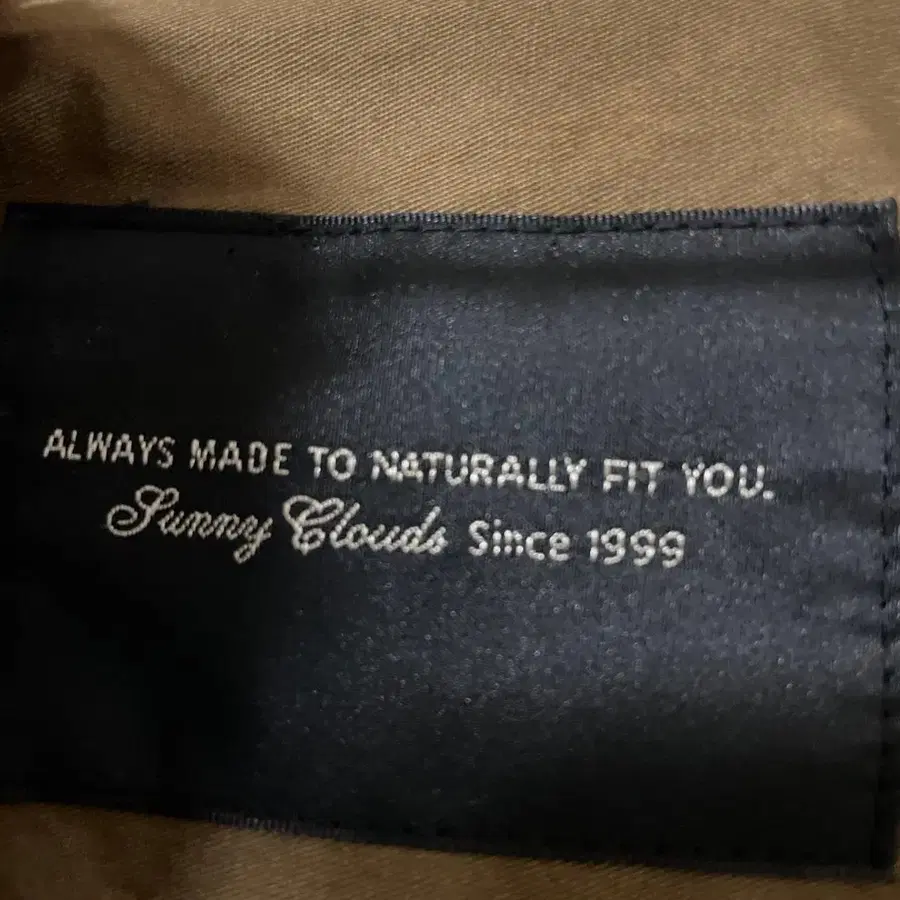 ALWAYS MADE TO NATURALLY FIT YOU.
Sunny Clouds Since 1999